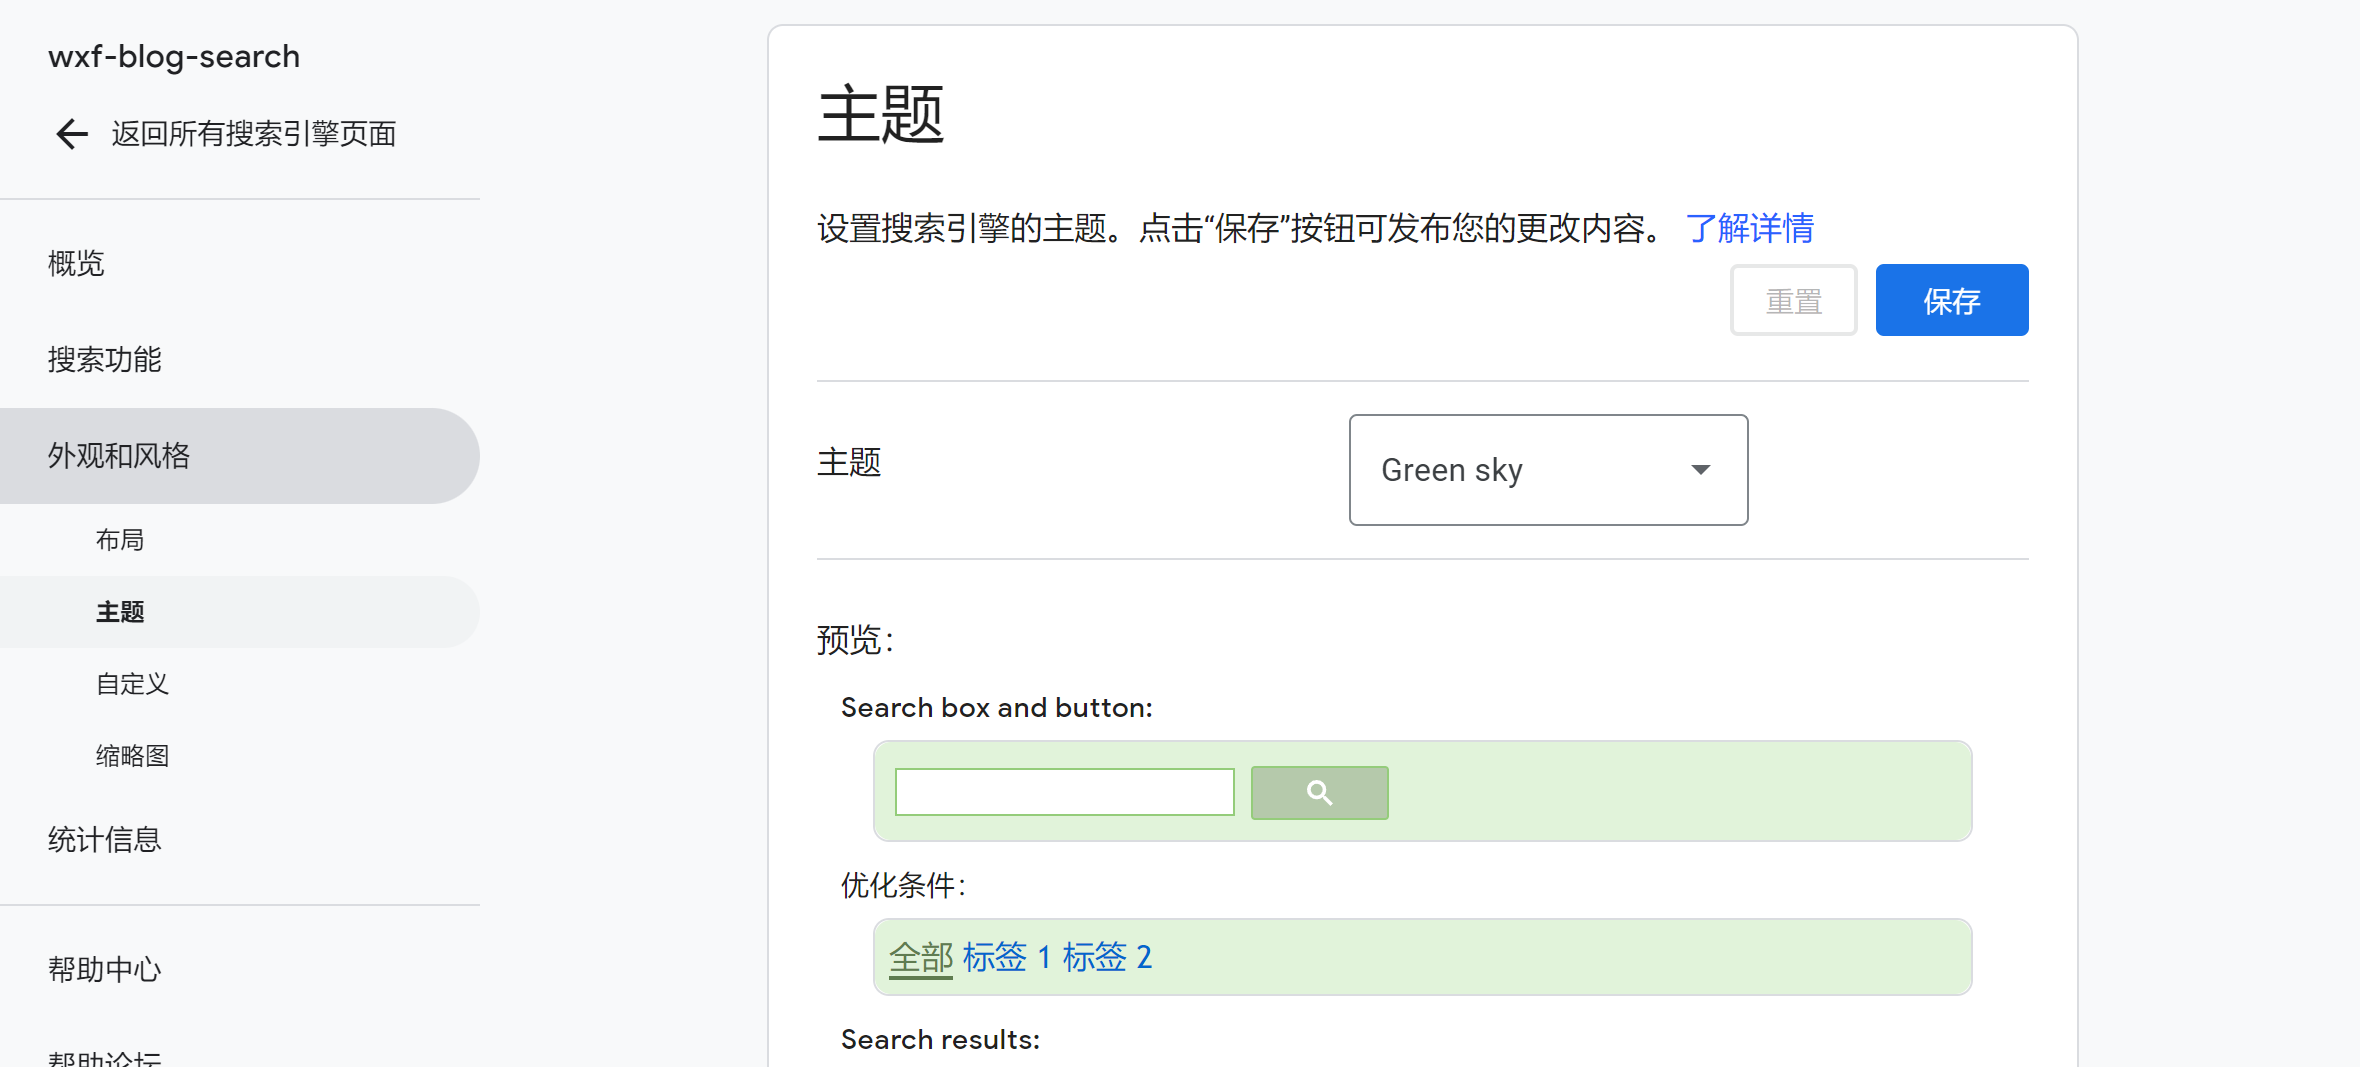 wxf-blog-search
返回所有搜索引擎页面
概览
搜索功能
外观和风格
布局
主题
自定义
缩略图
统计信息
帮助中心
帮助论坛
主题
设置搜索引擎的主题。点击“保存”按钮可发布您的更改内容。 了解详情
重置 保存
主题 Green sky
预览：
Search box and button:
优化条件：
全部 标签 1 标签 2
Search results: